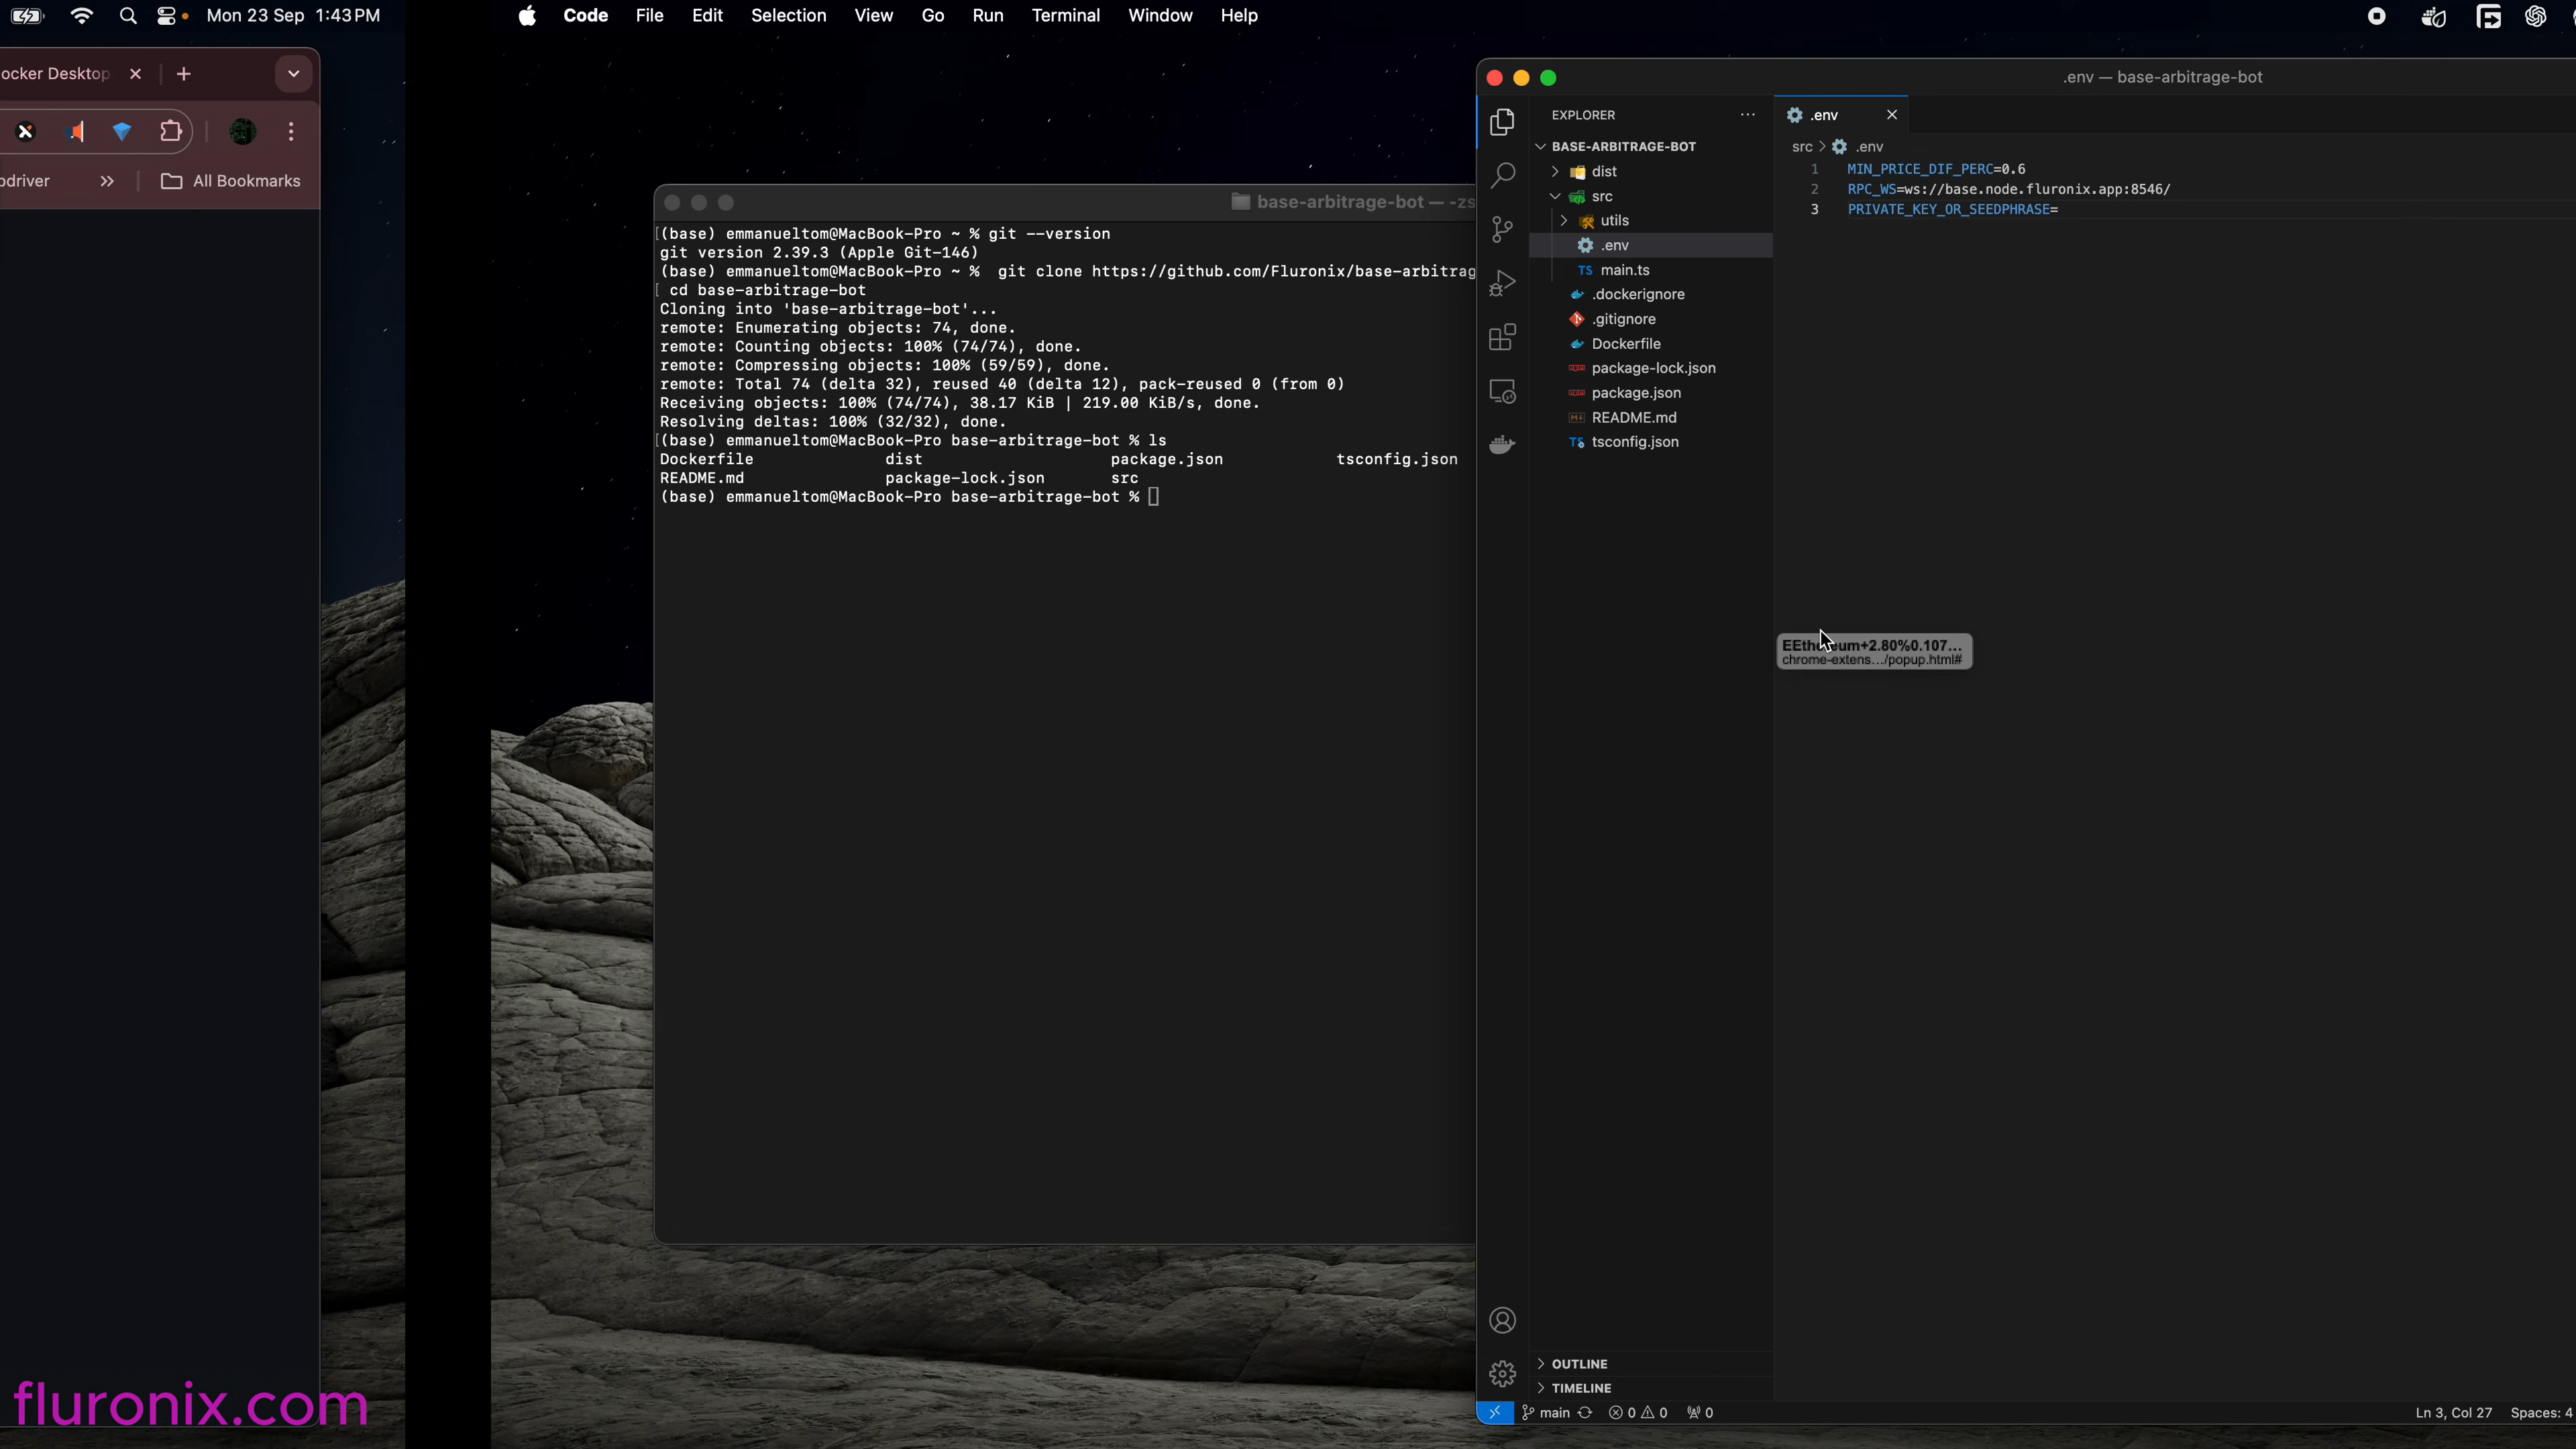 Mon 23 Sep 1:43 PM
Code File Edit Selection View Go Run Terminal Window Help
ocker Desktop
All Bookmarks
base-arbitrage-bot — -zs
(base) emmanueltom@MacBook-Pro ~ % git --version
git version 2.39.3 (Apple Git-146)
(base) emmanueltom@MacBook-Pro ~ %  git clone https://github.com/Fluronix/base-arbitrag
cd base-arbitrage-bot
Cloning into 'base-arbitrage-bot'...
remote: Enumerating objects: 74, done.
remote: Counting objects: 100% (74/74), done.
remote: Compressing objects: 100% (59/59), done.
remote: Total 74 (delta 32), reused 40 (delta 12), pack-reused 0 (from 0)
Receiving objects: 100% (74/74), 38.17 KiB | 219.00 KiB/s, done.
Resolving deltas: 100% (32/32), done.
(base) emmanueltom@MacBook-Pro base-arbitrage-bot % ls
Dockerfile dist package.json tsconfig.json
README.md package-lock.json src
(base) emmanueltom@MacBook-Pro base-arbitrage-bot %
.env — base-arbitrage-bot
EXPLORER
BASE-ARBITRAGE-BOT
dist
src
utils
.env
main.ts
.dockerignore
.gitignore
Dockerfile
package-lock.json
package.json
README.md
tsconfig.json
OUTLINE
TIMELINE
.env
src > .env
1 MIN_PRICE_DIF_PERC=0.6
2 RPC_WS=ws://base.node.fluronix.app:8546/
3 PRIVATE_KEY_OR_SEEDPHRASE=
chrome-extens.../popup.html#
main 0 0 0
Ln 3, Col 27 Spaces: 4
fluronix.com